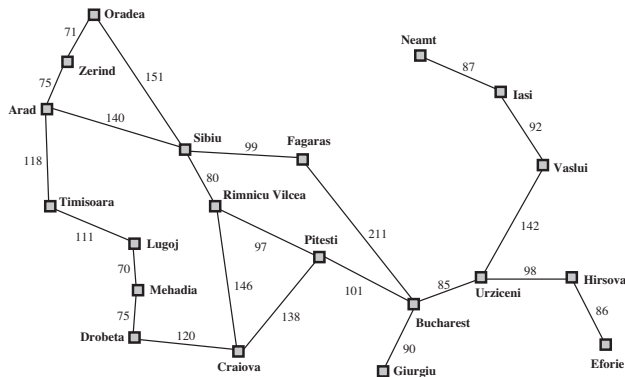 Oradea
71
Neamt
87
Zerind
151
75
Iasi
Arad
140
92
Sibiu
99
Fagaras
118
80
Vaslui
Timisoara
Rimnicu Vilcea
111
Lugoj
97
Pitesti
211
142
70
98
Hirsova
Mehadia
146
101
85
Urziceni
75
138
86
Bucharest
Drobeta
120
90
Craiova
Giurgiu
Eforie